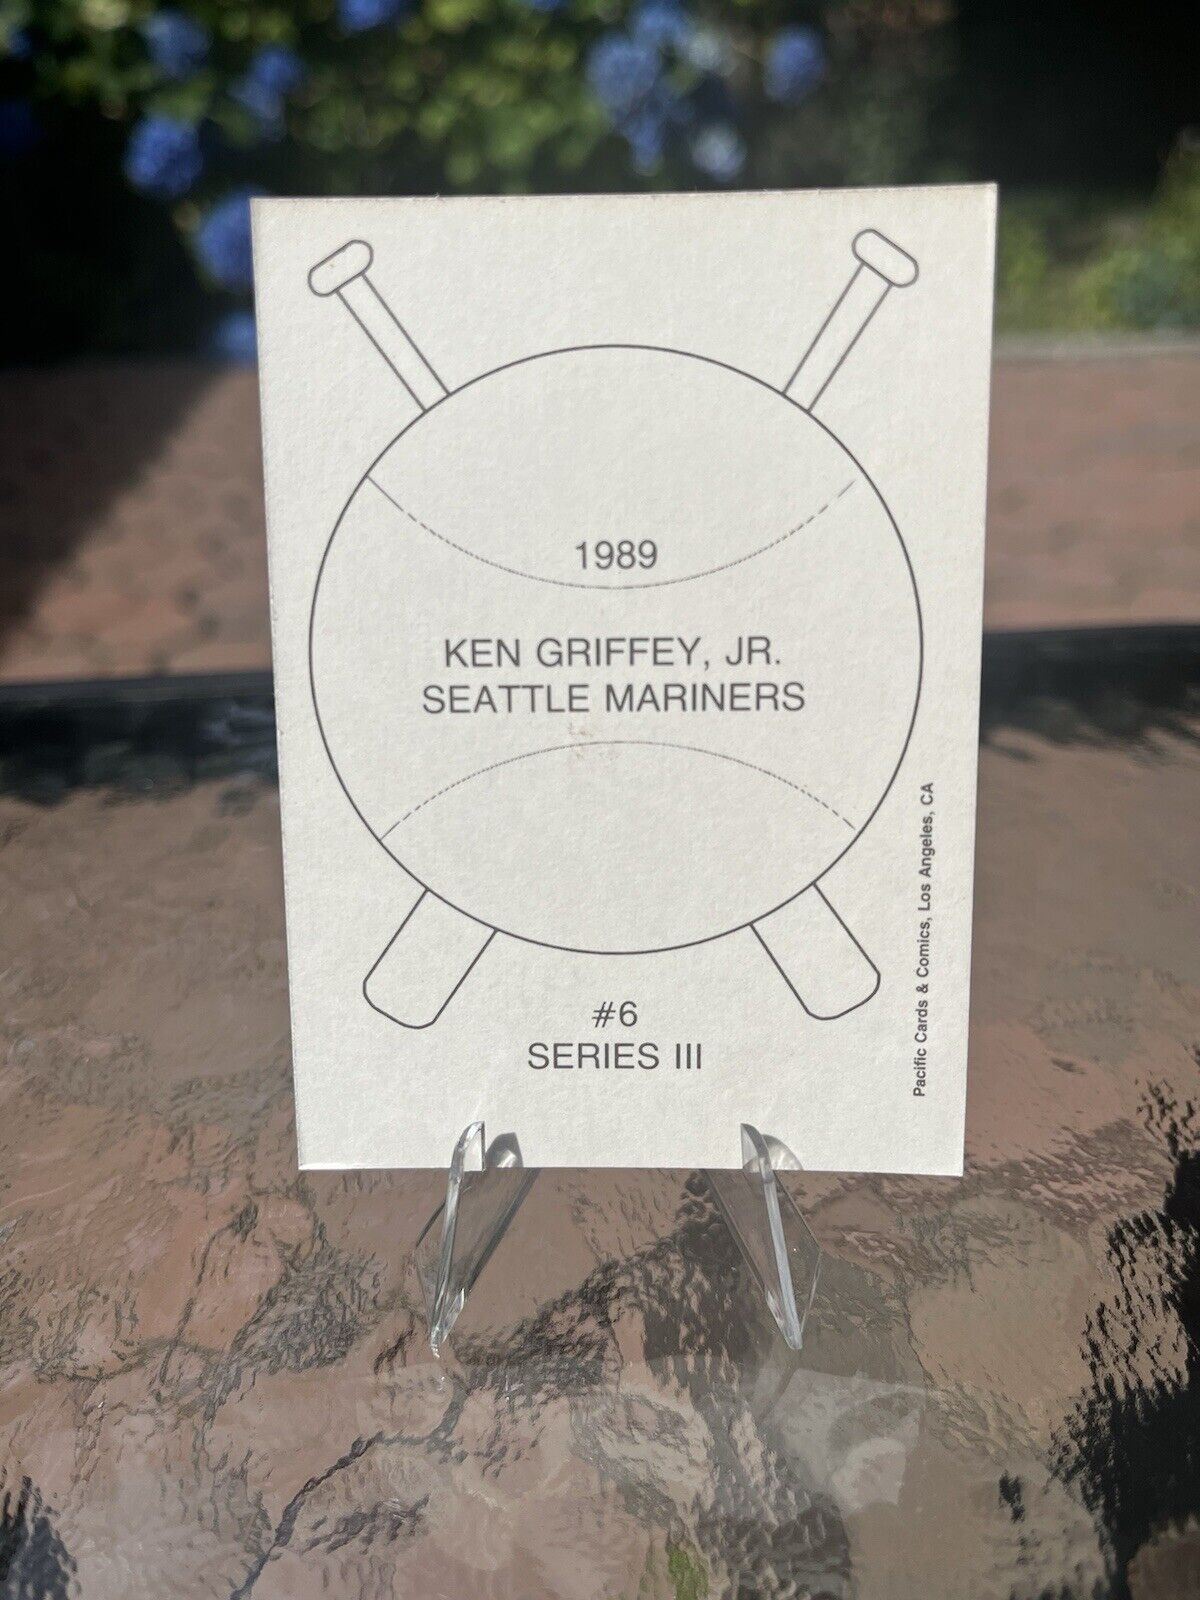 1989
KEN GRIFFEY, JR.
SEATTLE MARINERS
#6
SERIES III
Pacific Cards & Comics, Los Angeles, CA